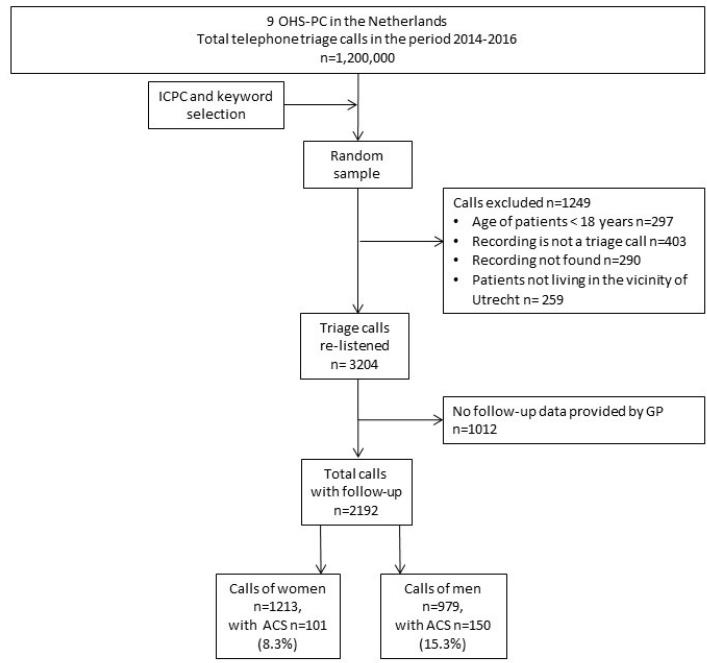 9 OHS-PC in the Netherlands
Total telephone triage calls in the period 2014-2016
n=1,200,000
ICPC and keyword
selection
Random
sample
Calls excluded n=1249
• Age of patients < 18 years n=297
• Recording is not a triage call n=403
• Recording not found n=290
• Patients not living in the vicinity of
Utrecht n= 259
Triage calls
re-listened
n= 3204
No follow-up data provided by GP
n=1012
Total calls
with follow-up
n=2192
Calls of women
n=1213,
with ACS n=101
(8.3%)
Calls of men
n=979,
with ACS n=150
(15.3%)